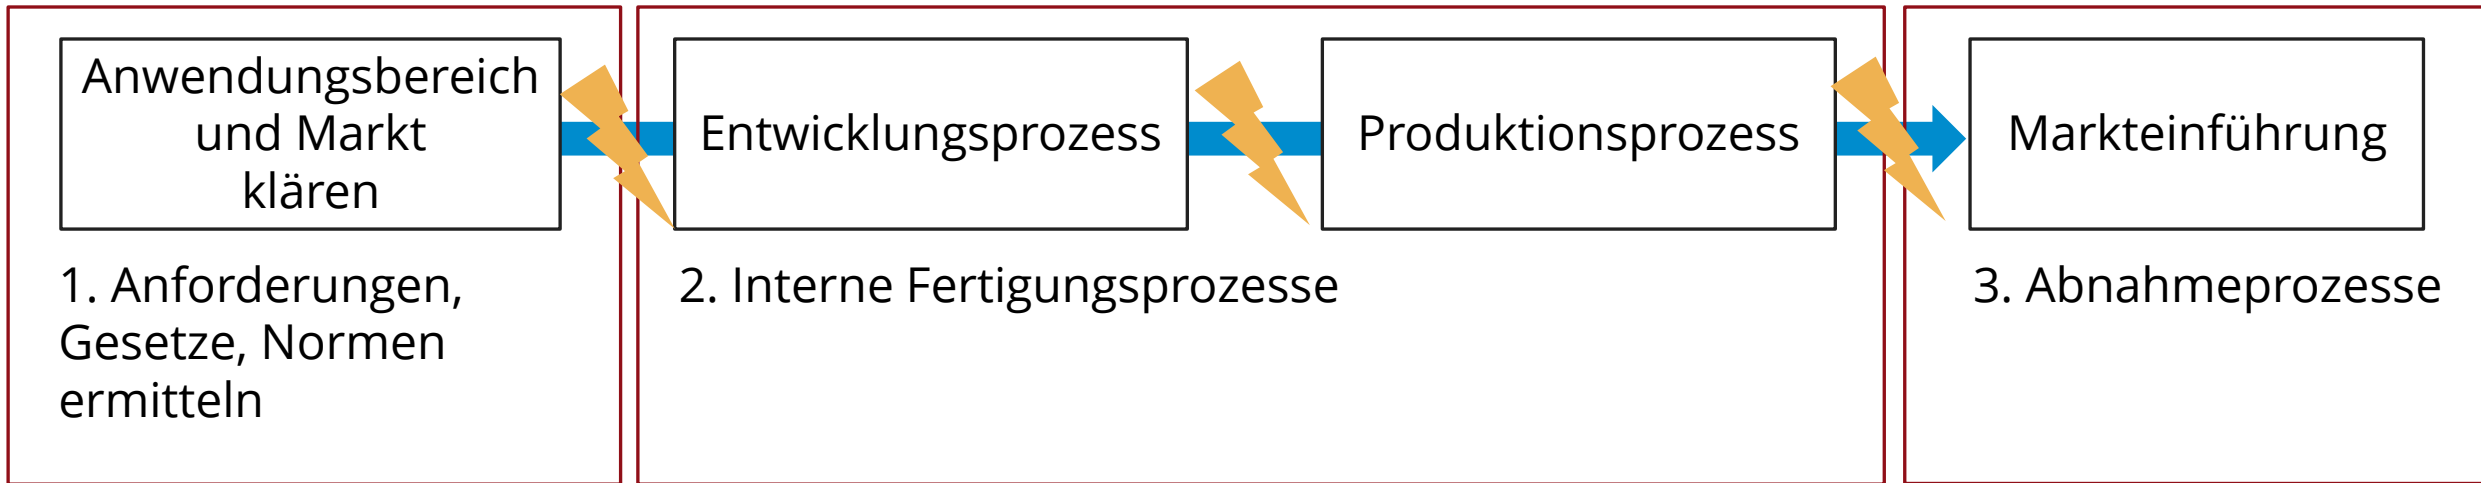 Anwendungsbereich
und Markt
klären
Entwicklungsprozess
Produktionsprozess
Markteinführung
1. Anforderungen,
Gesetze, Normen
ermitteln
2. Interne Fertigungsprozesse
3. Abnahmeprozesse